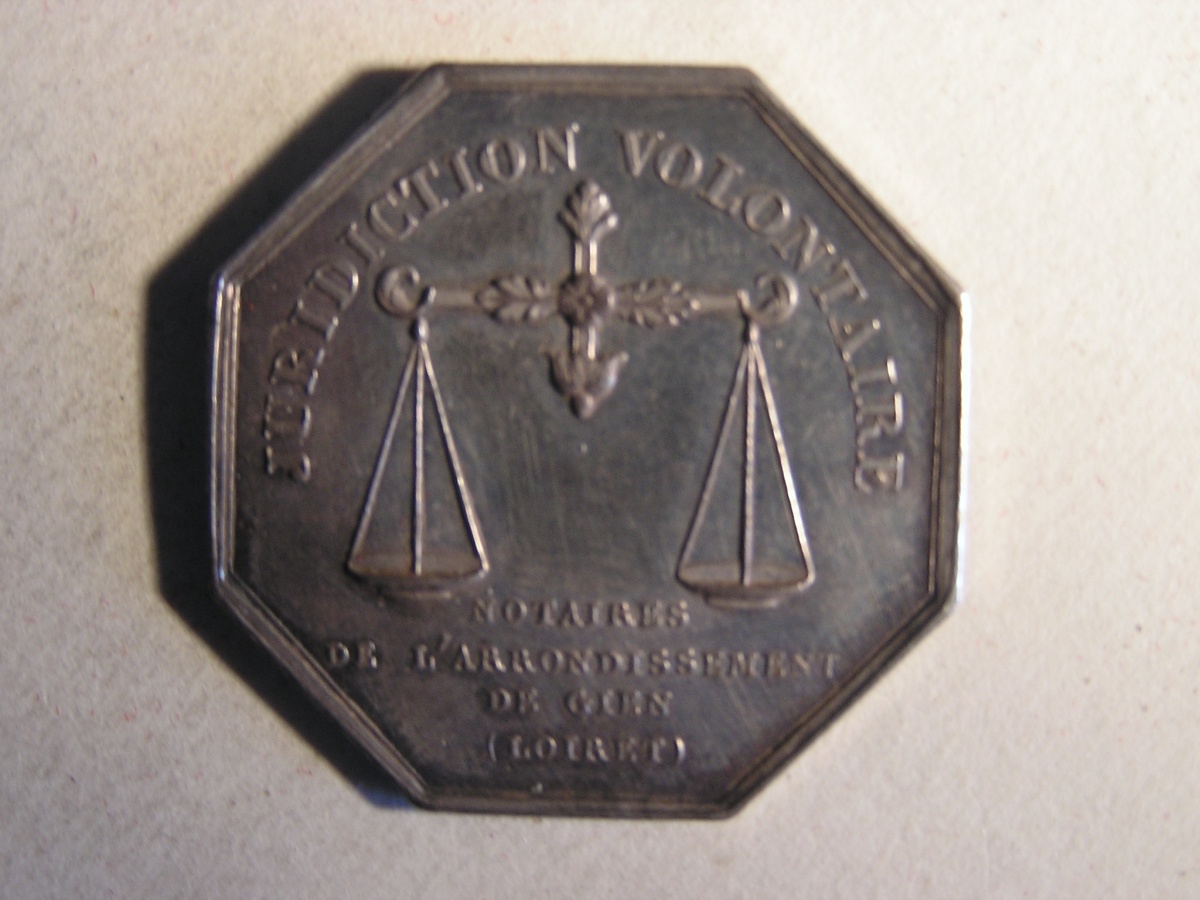 JURIDICTION VOLONTAIRE
NOTAIRES
DE L'ARRONDISSEMENT
DE GIEN
(LOIRET)